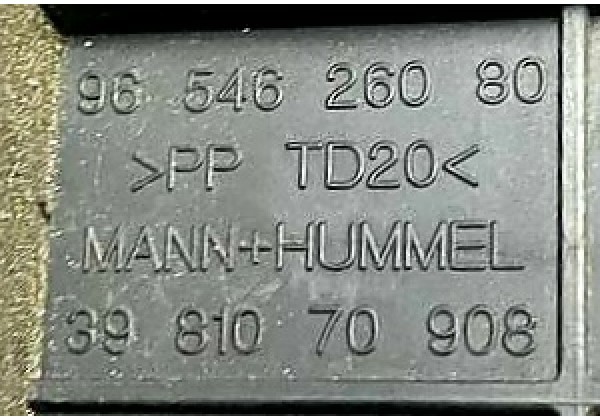 96 546 260 80
>PP TD20<
MANN+HUMMEL
39 810 70 908